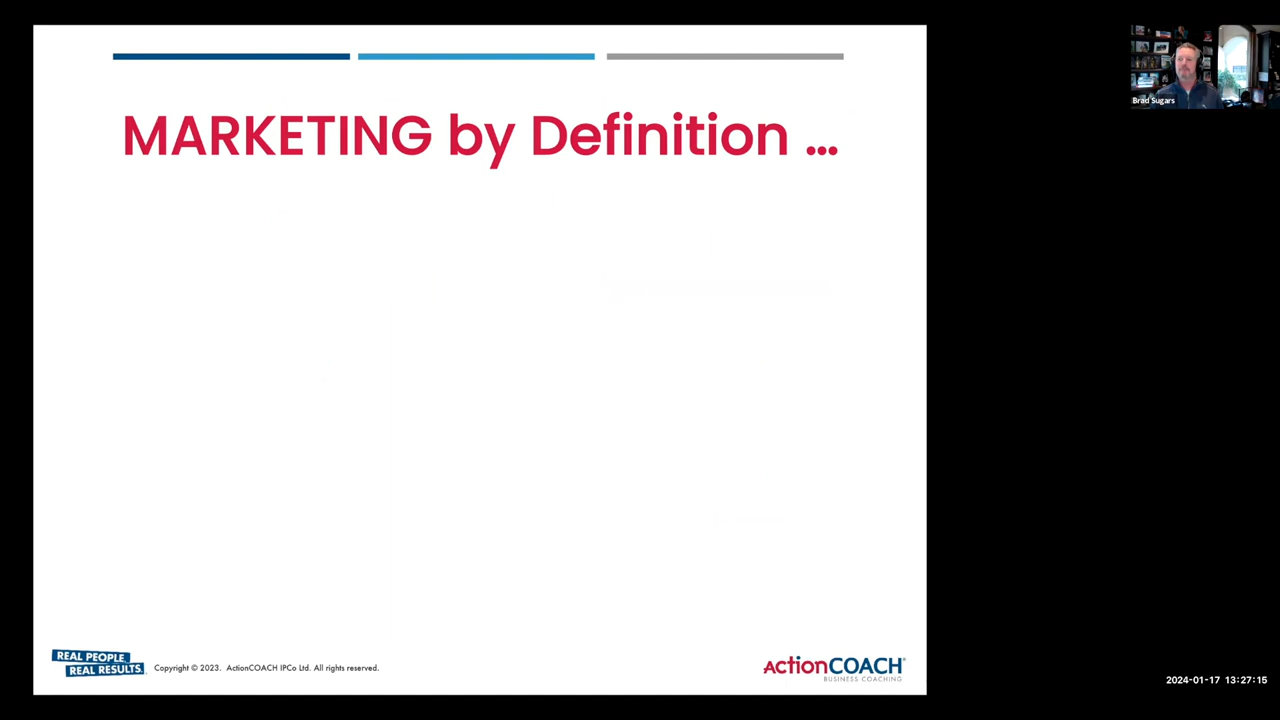 MARKETING by Definition ...
Brad Sugars
REAL PEOPLE.
REAL RESULTS.
Copyright © 2023. ActionCOACH IPCo Ltd. All rights reserved.
ActionCOACH®
BUSINESS COACHING
2024-01-17 13:27:15